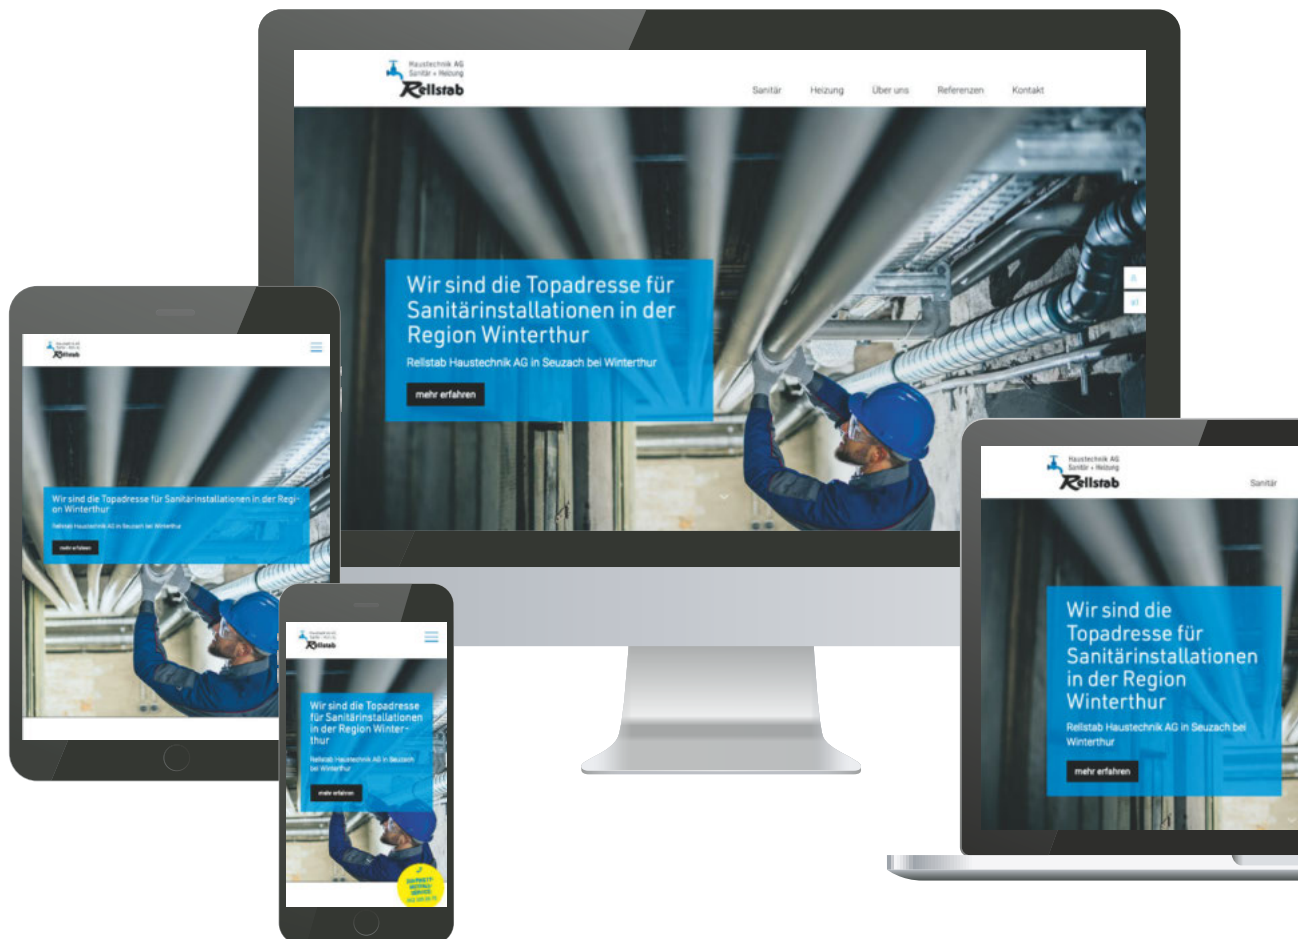 Haustechnik AG
Sanitär + Heizung
Rellstab
Sanitär Heizung Über uns Referenzen Kontakt
Wir sind die Topadresse für
Sanitärinstallationen in der
Region Winterthur
Rellstab Haustechnik AG in Seuzach bei Winterthur
mehr erfahren
Rellstab
Wir sind die Topadresse für Sanitärinstallationen in der Regi-
on Winterthur
Rellstab Haustechnik AG in Seuzach bei Winterthur
mehr erfahren
Haustechnik AG
Rellstab
Wir sind die Topadresse
für Sanitärinstallationen
in der Region Winter-
thur
Rellstab Haustechnik AG in Seuzach
bei Winterthur
mehr erfahren
Haustechnik AG
Sanitär + Heizung
Rellstab
Sanitär
Wir sind die
Topadresse für
Sanitärinstallationen
in der Region
Winterthur
Rellstab Haustechnik AG in Seuzach bei
Winterthur
mehr erfahren